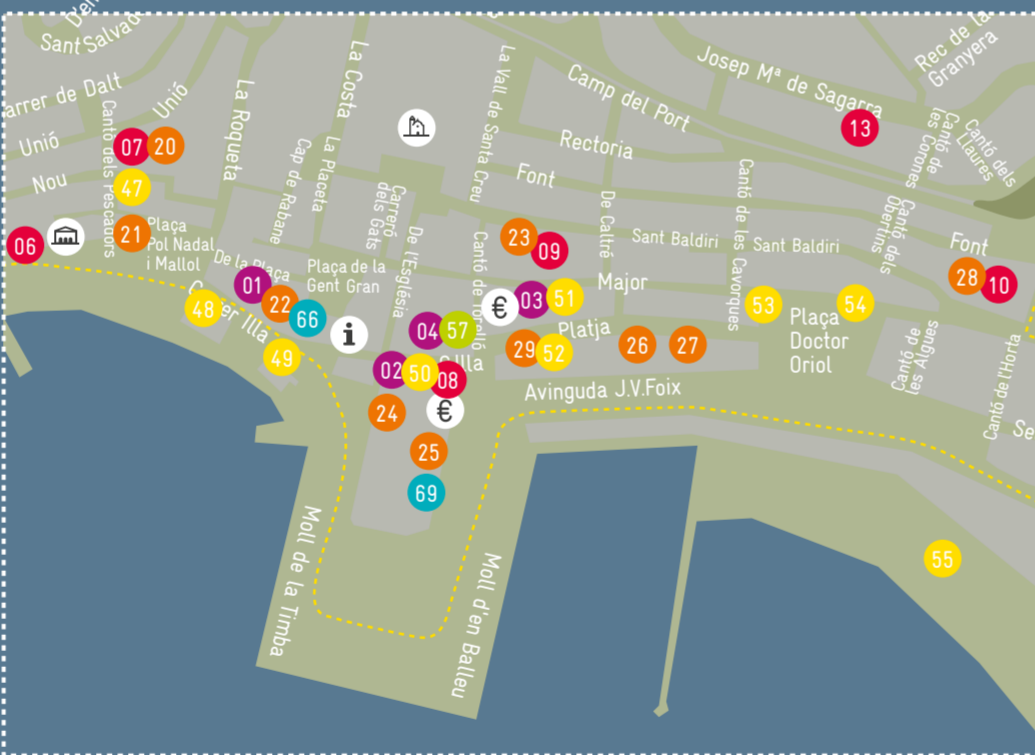 Sant Salvador
Josep Mª de Sagarra
Rec de la
Granyera
Camp del Port
Carrer de Dalt
Unió
Unió
La Roqueta
La Costa
La Vall de Santa Creu
13
Rectoria
Cantó de
les Corones
Cantó dels
Llaures
07
20
Cantó dels Pescadors
Nou
47
Cap de Rabane
La Placeta
Font
Carreró
dels Gats
De Caltré
Cantó de les Cavorques
06
21
Plaça
Pol Nadal
i Mallol
De la Plaça
Plaça de la
Gent Gran
De l'Església
23
09
Sant Baldiri
Sant Baldiri
Cantó dels
Font
28
10
01
22
66
i
48
Carrer Illa
49
04
57
€
03
51
Major
Platja
29
52
26
27
53
54
Plaça
Doctor
Oriol
Cantó de
les Algues
Cantó de l'Horta
02
50
08
C.Illa
24
€
Avinguda J.V.Foix
25
69
Moll de la Timba
Moll d'en Balleu
55